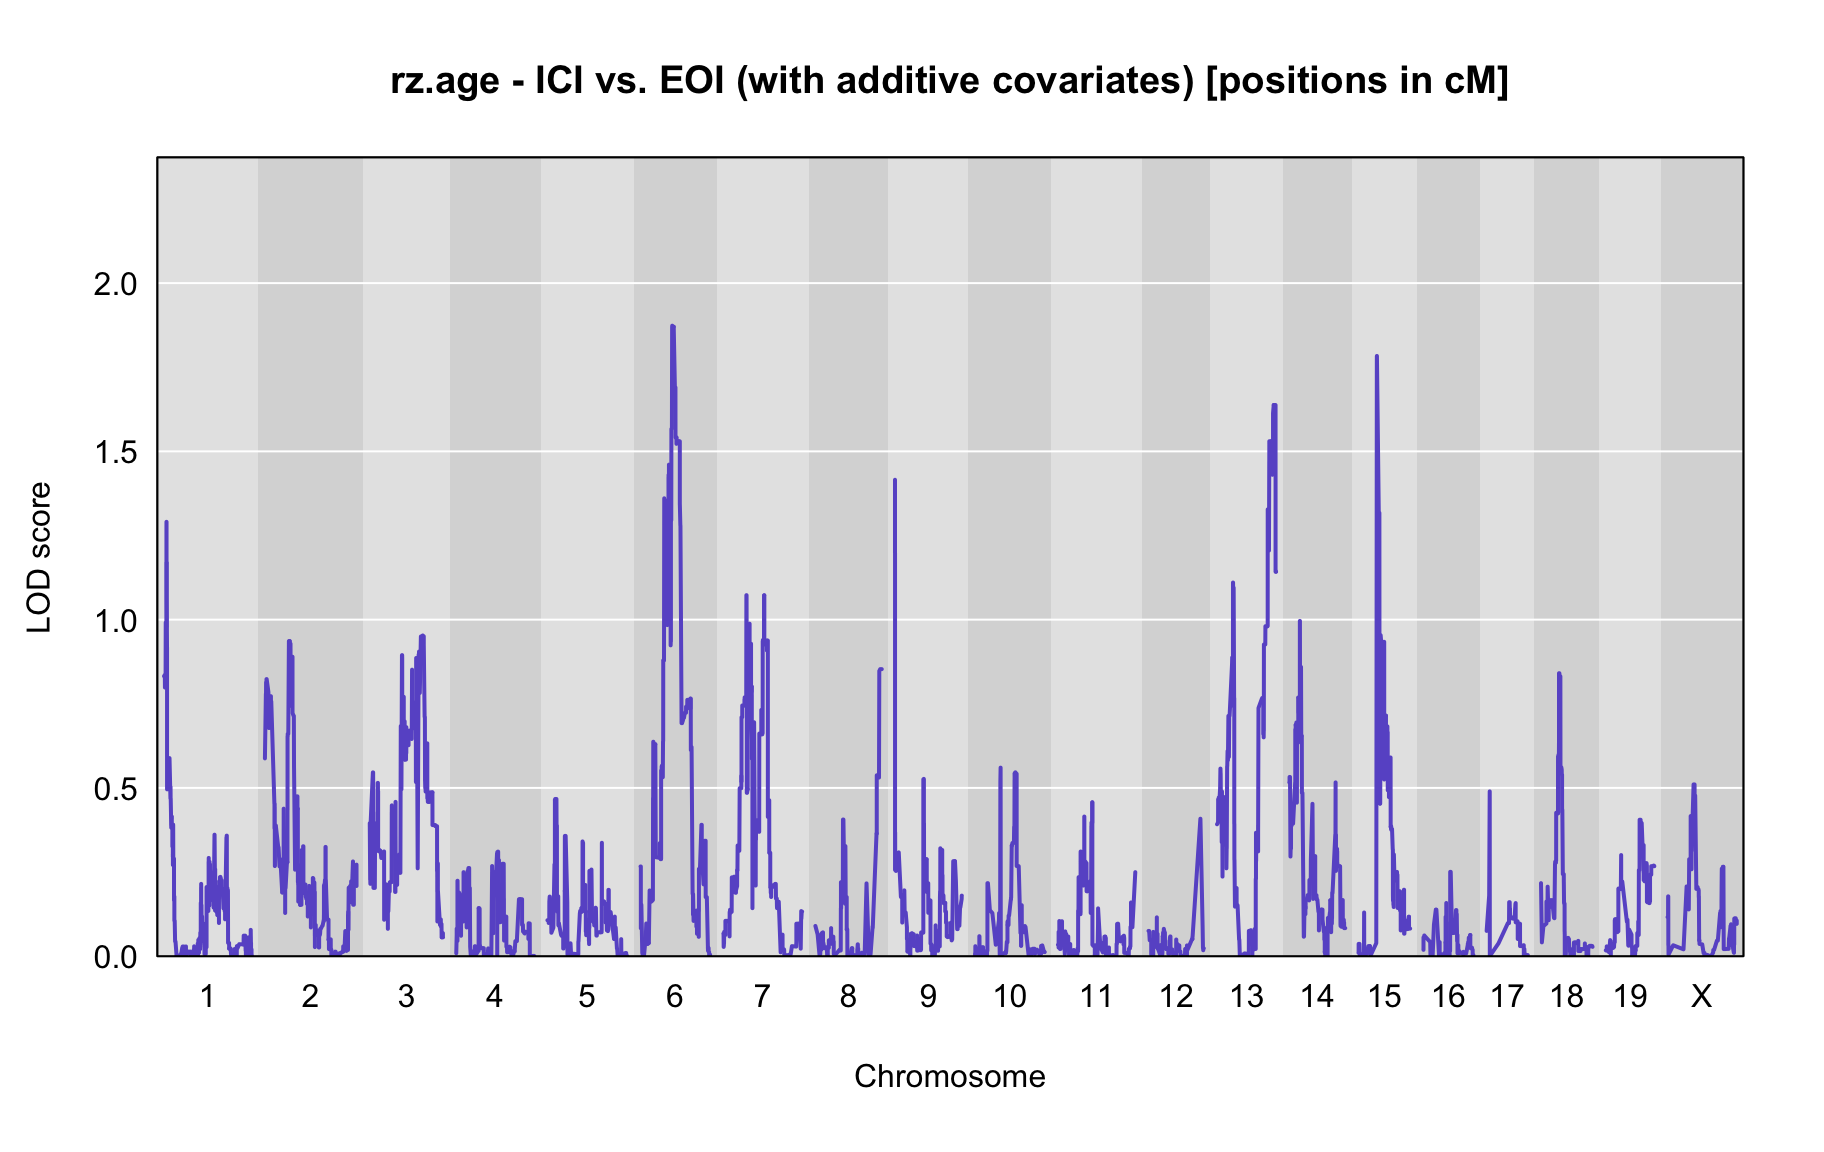 rz.age - ICI vs. EOI (with additive covariates) [positions in cM]
2.0
1.5
1.0
0.5
0.0
LOD score
1 2 3 4 5 6 7 8 9 10 11 12 13 14 15 16 17 18 19 X
Chromosome